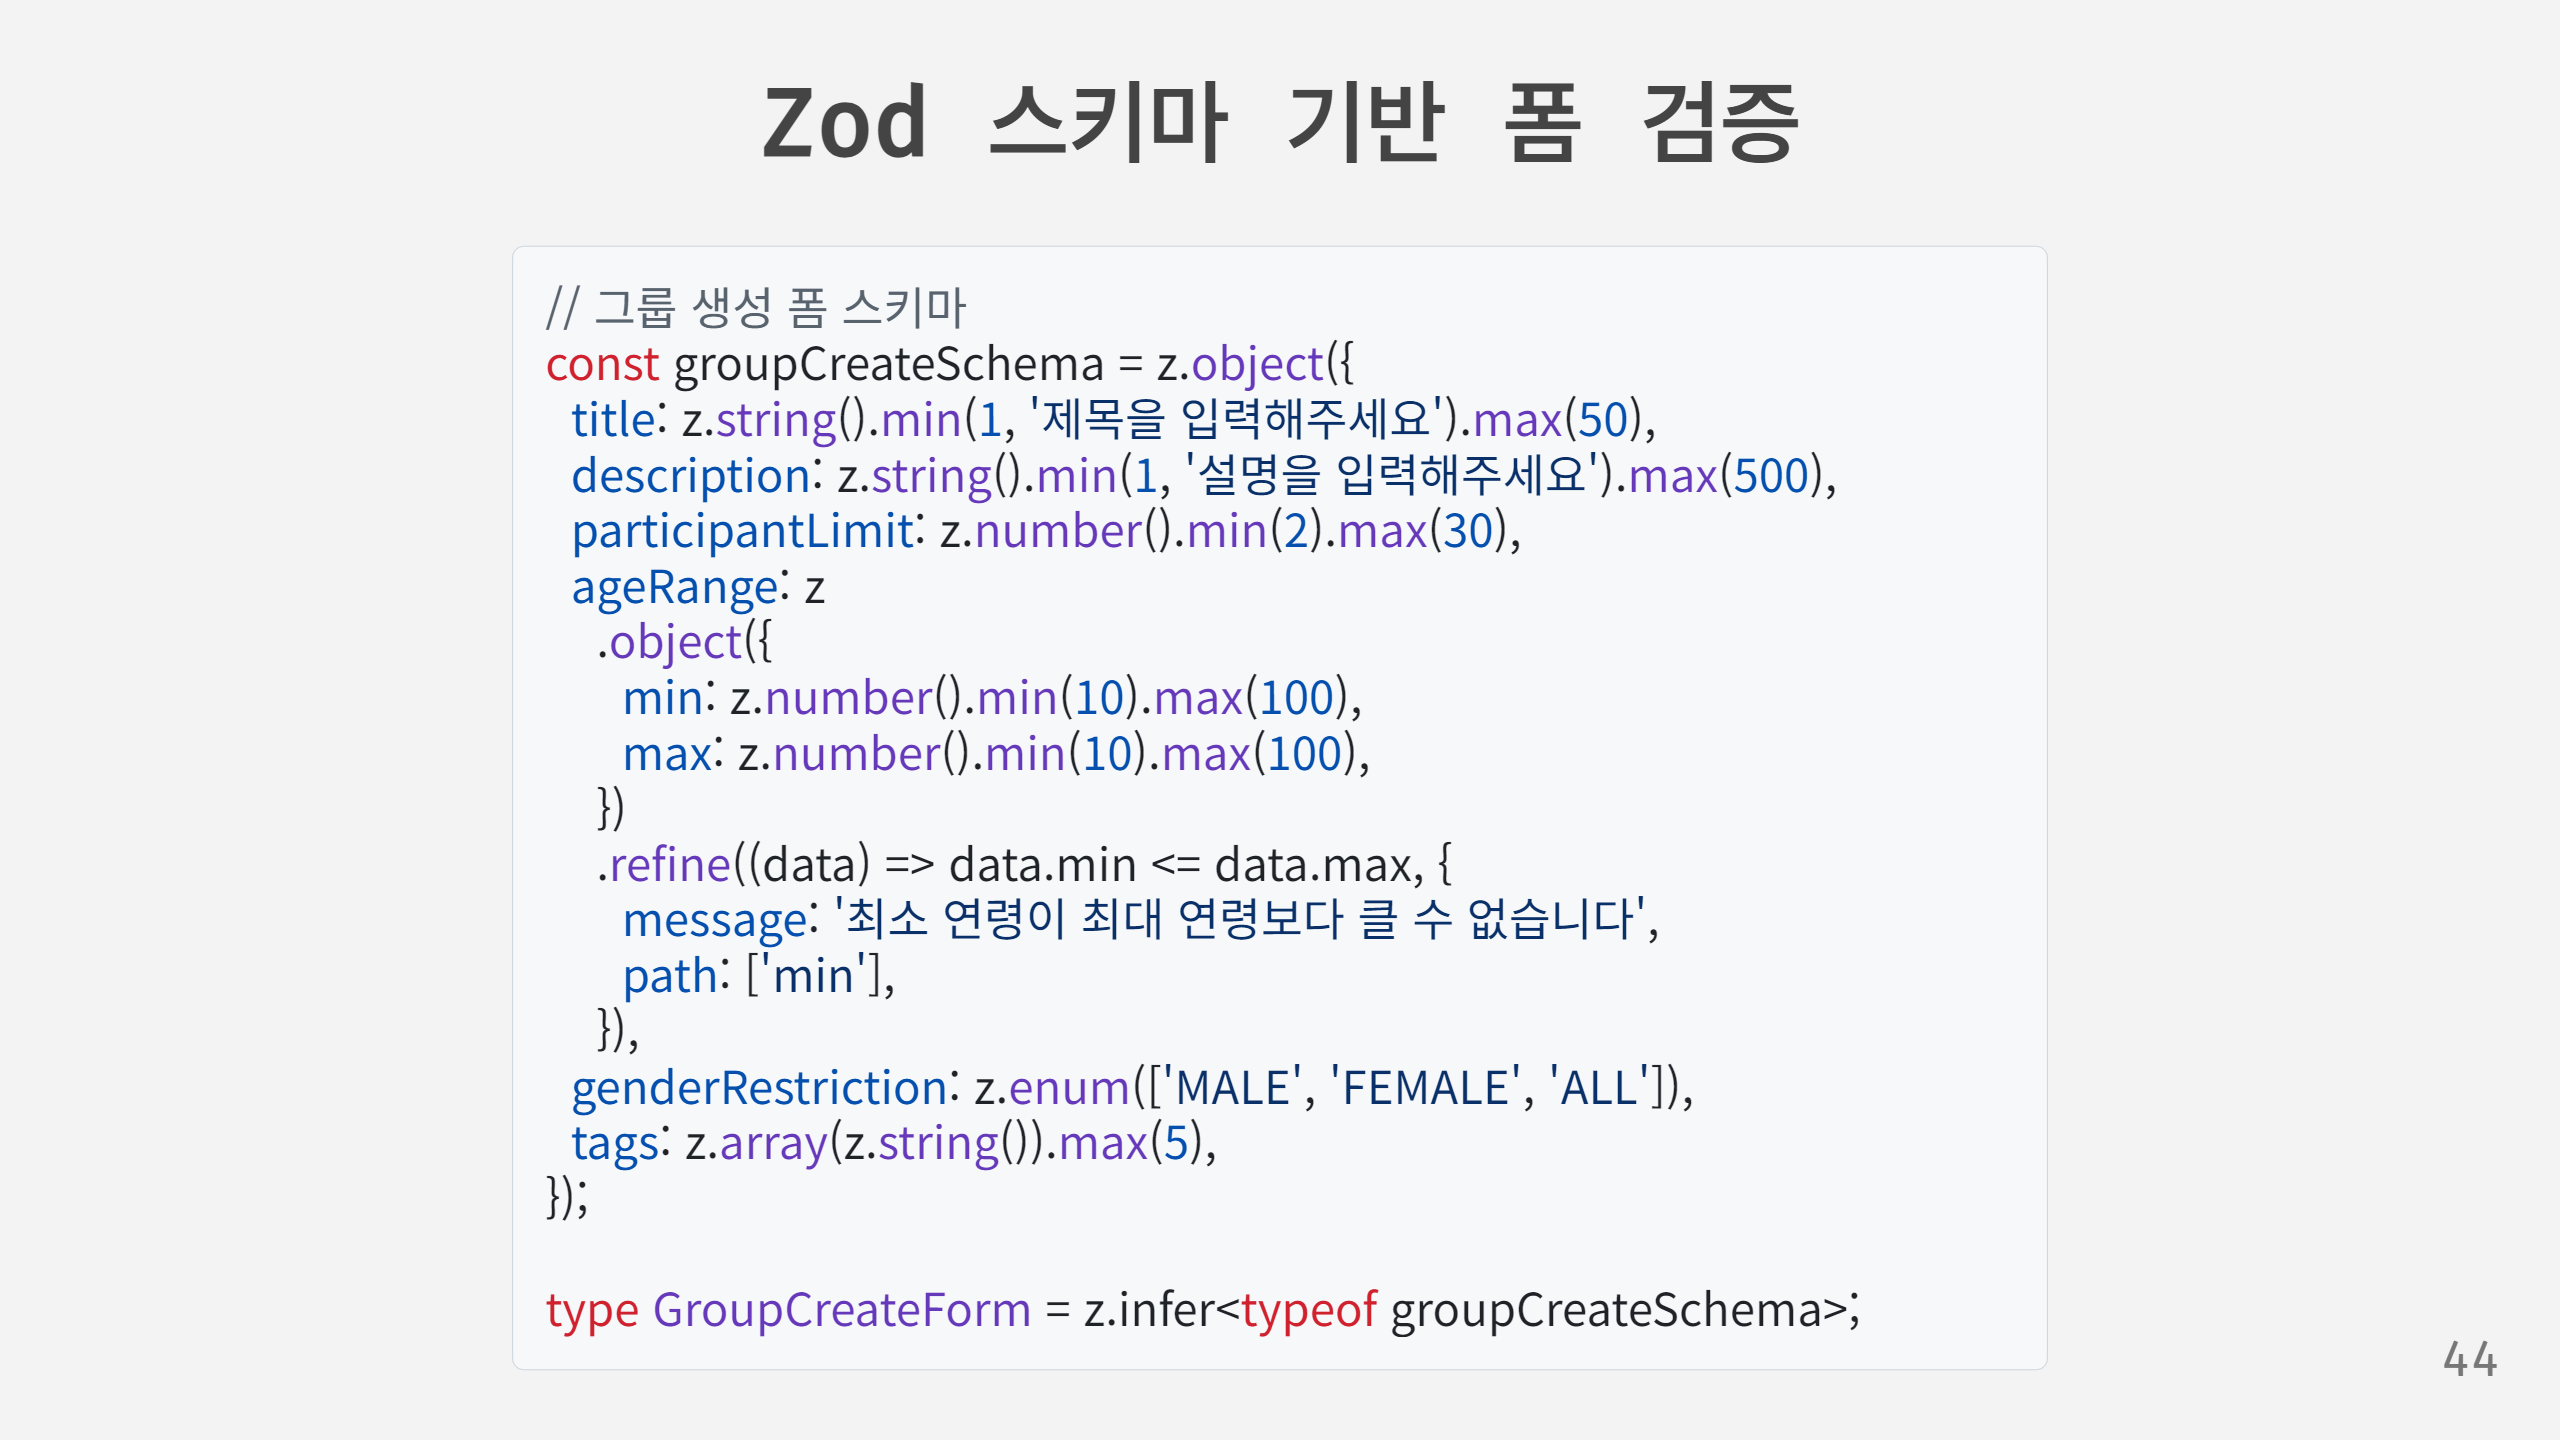 Zod 스키마 기반 폼 검증
// 그룹 생성 폼 스키마
const groupCreateSchema = z.object({
  title: z.string().min(1, '제목을 입력해주세요').max(50),
  description: z.string().min(1, '설명을 입력해주세요').max(500),
  participantLimit: z.number().min(2).max(30),
  ageRange: z
    .object({
      min: z.number().min(10).max(100),
      max: z.number().min(10).max(100),
    })
    .refine((data) => data.min <= data.max, {
      message: '최소 연령이 최대 연령보다 클 수 없습니다',
      path: ['min'],
    }),
  genderRestriction: z.enum(['MALE', 'FEMALE', 'ALL']),
  tags: z.array(z.string()).max(5),
});
type GroupCreateForm = z.infer<typeof groupCreateSchema>;
44